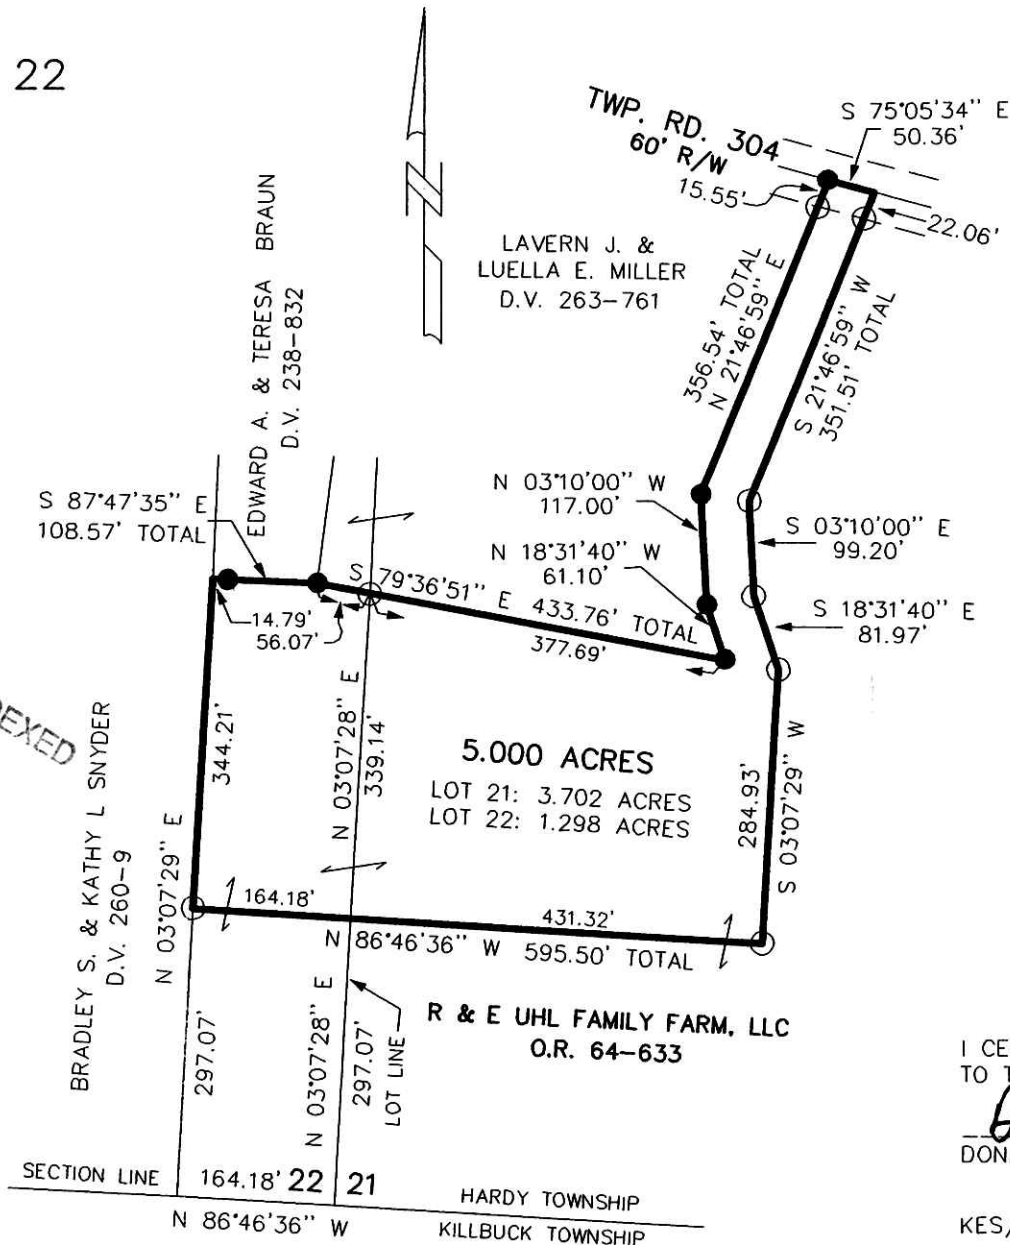 22
TWP. RD. 304
60' R/W
S 75°05'34" E
50.36'
15.55'
22.06'
LAVERN J. &
LUELLA E. MILLER
D.V. 263-761
EDWARD A. & TERESA BRAUN
D.V. 238-832
356.54' TOTAL
N 21°46'59" E
S 21°46'59" W
351.51' TOTAL
S 87°47'35" E
108.57' TOTAL
N 03°10'00" W
117.00'
N 18°31'40" W
61.10'
S 03°10'00" E
99.20'
S 18°31'40" E
81.97'
S 79°36'51" E 433.76' TOTAL
377.69'
14.79'
56.07'
344.21'
N 03°07'28" E
339.14'
5.000 ACRES
LOT 21: 3.702 ACRES
LOT 22: 1.298 ACRES
284.93'
S 03°07'29" W
EXED
BRADLEY S. & KATHY L SNYDER
D.V. 260-9
N 03°07'29" E
164.18'
431.32'
N 86°46'36" W 595.50' TOTAL
R & E UHL FAMILY FARM, LLC
O.R. 64-633
297.07'
N 03°07'28" E
297.07'
LOT LINE
I CE
TO T
DON
KES/
SECTION LINE 164.18' 22 21 HARDY TOWNSHIP
N 86°46'36" W KILLBUCK TOWNSHIP